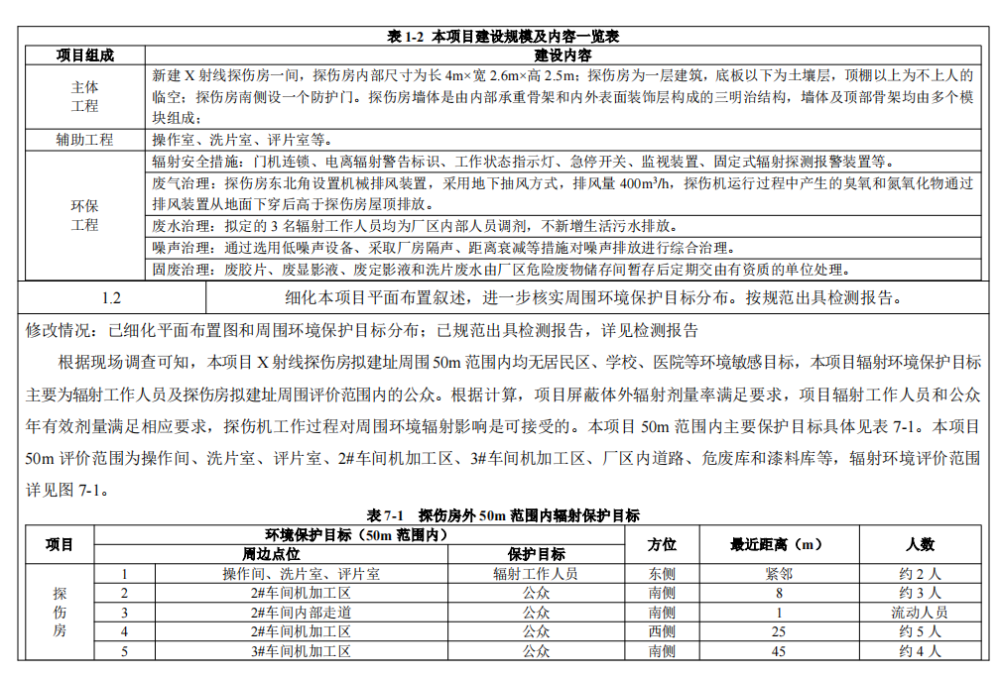 表 1-2 本项目建设规模及内容一览表
项目组成 建设内容
主体
工程
新建 X 射线探伤房一间，探伤房内部尺寸为长 4m×宽 2.6m×高 2.5m；探伤房为一层建筑，底板以下为土壤层，顶棚以上为不上人的
临空；探伤房南侧设一个防护门。探伤房墙体是由内部承重骨架和内外表面装饰层构成的三明治结构，墙体及顶部骨架均由多个模
块组成；
辅助工程 操作室、洗片室、评片室等。
环保
工程
辐射安全措施：门机连锁、电离辐射警告标识、工作状态指示灯、急停开关、监视装置、固定式辐射探测报警装置等。
废气治理：探伤房东北角设置机械排风装置，采用地下抽风方式，排风量 400m³/h，探伤机运行过程中产生的臭氧和氮氧化物通过
排风装置从地面下穿后高于探伤房屋顶排放。
废水治理：拟定的 3 名辐射工作人员均为厂区内部人员调剂，不新增生活污水排放。
噪声治理：通过选用低噪声设备、采取厂房隔声、距离衰减等措施对噪声排放进行综合治理。
固废治理：废胶片、废显影液、废定影液和洗片废水由厂区危险废物储存间暂存后定期交由有资质的单位处理。
1.2 细化本项目平面布置叙述，进一步核实周围环境保护目标分布。按规范出具检测报告。
修改情况：已细化平面布置图和周围环境保护目标分布；已规范出具检测报告，详见检测报告
根据现场调查可知，本项目 X 射线探伤房拟建址周围 50m 范围内均无居民区、学校、医院等环境敏感目标，本项目辐射环境保护目标
主要为辐射工作人员及探伤房拟建址周围评价范围内的公众。根据计算，项目屏蔽体外辐射剂量率满足要求，项目辐射工作人员和公众
年有效剂量满足相应要求，探伤机工作过程对周围环境辐射影响是可接受的。本项目 50m 范围内主要保护目标具体见表 7-1。本项目
50m 评价范围为操作间、洗片室、评片室、2#车间机加工区、3#车间机加工区、厂区内道路、危废库和漆料库等，辐射环境评价范围
详见图 7-1。
表 7-1 探伤房外 50m 范围内辐射保护目标
项目 环境保护目标（50m 范围内） 方位 最近距离（m） 人数
周边点位 保护目标
探
伤
房
1 操作间、洗片室、评片室 辐射工作人员 东侧 紧邻 约 2 人
2 2#车间机加工区 公众 南侧 8 约 3 人
3 2#车间内部走道 公众 南侧 1 流动人员
4 2#车间机加工区 公众 西侧 25 约 5 人
5 3#车间机加工区 公众 南侧 45 约 4 人